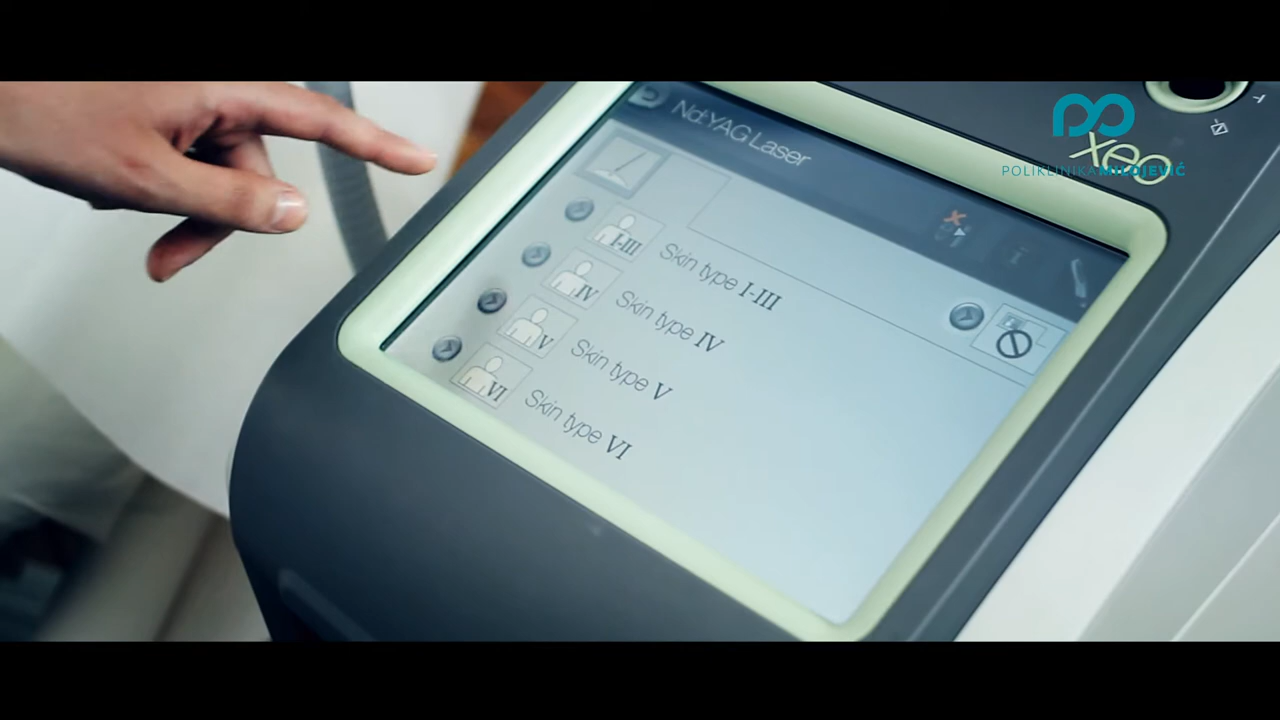 Nd:YAG Laser
xeo
POLIKLINIKA MILOJEVIĆ
I-III Skin type I-III
IV Skin type IV
V Skin type V
VI Skin type VI